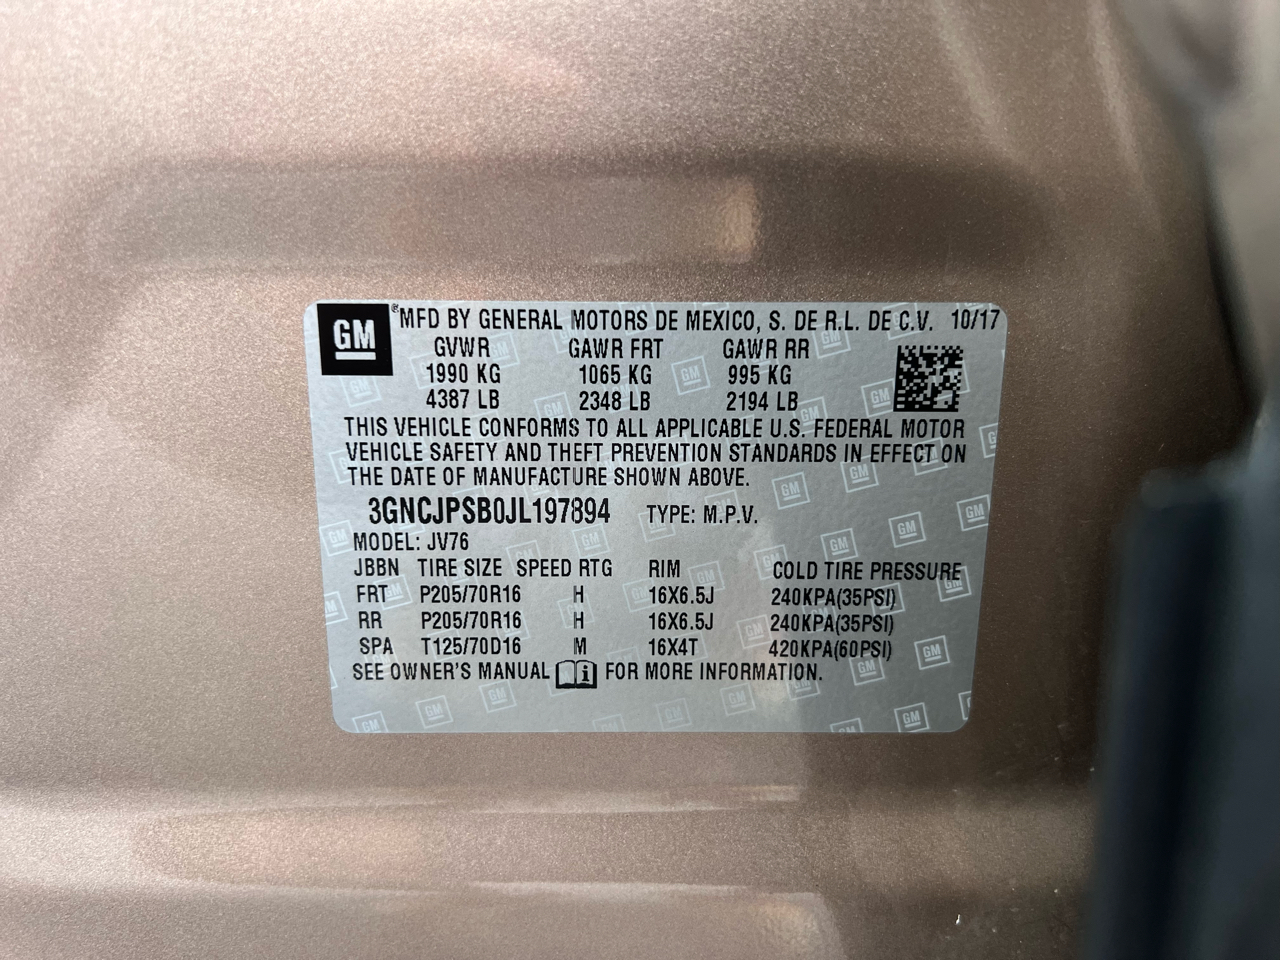 GM ® MFD BY GENERAL MOTORS DE MEXICO, S. DE R.L. DE C.V. 10/17
GVWR GAWR FRT GAWR RR
1990 KG 1065 KG 995 KG
4387 LB 2348 LB 2194 LB
THIS VEHICLE CONFORMS TO ALL APPLICABLE U.S. FEDERAL MOTOR
VEHICLE SAFETY AND THEFT PREVENTION STANDARDS IN EFFECT ON
THE DATE OF MANUFACTURE SHOWN ABOVE.
3GNCJPSB0JL197894 TYPE: M.P.V.
MODEL: JV76
JBBN TIRE SIZE SPEED RTG RIM COLD TIRE PRESSURE
FRT P205/70R16 H 16X6.5J 240KPA(35PSI)
RR P205/70R16 H 16X6.5J 240KPA(35PSI)
SPA T125/70D16 M 16X4T 420KPA(60PSI)
SEE OWNER'S MANUAL i FOR MORE INFORMATION.